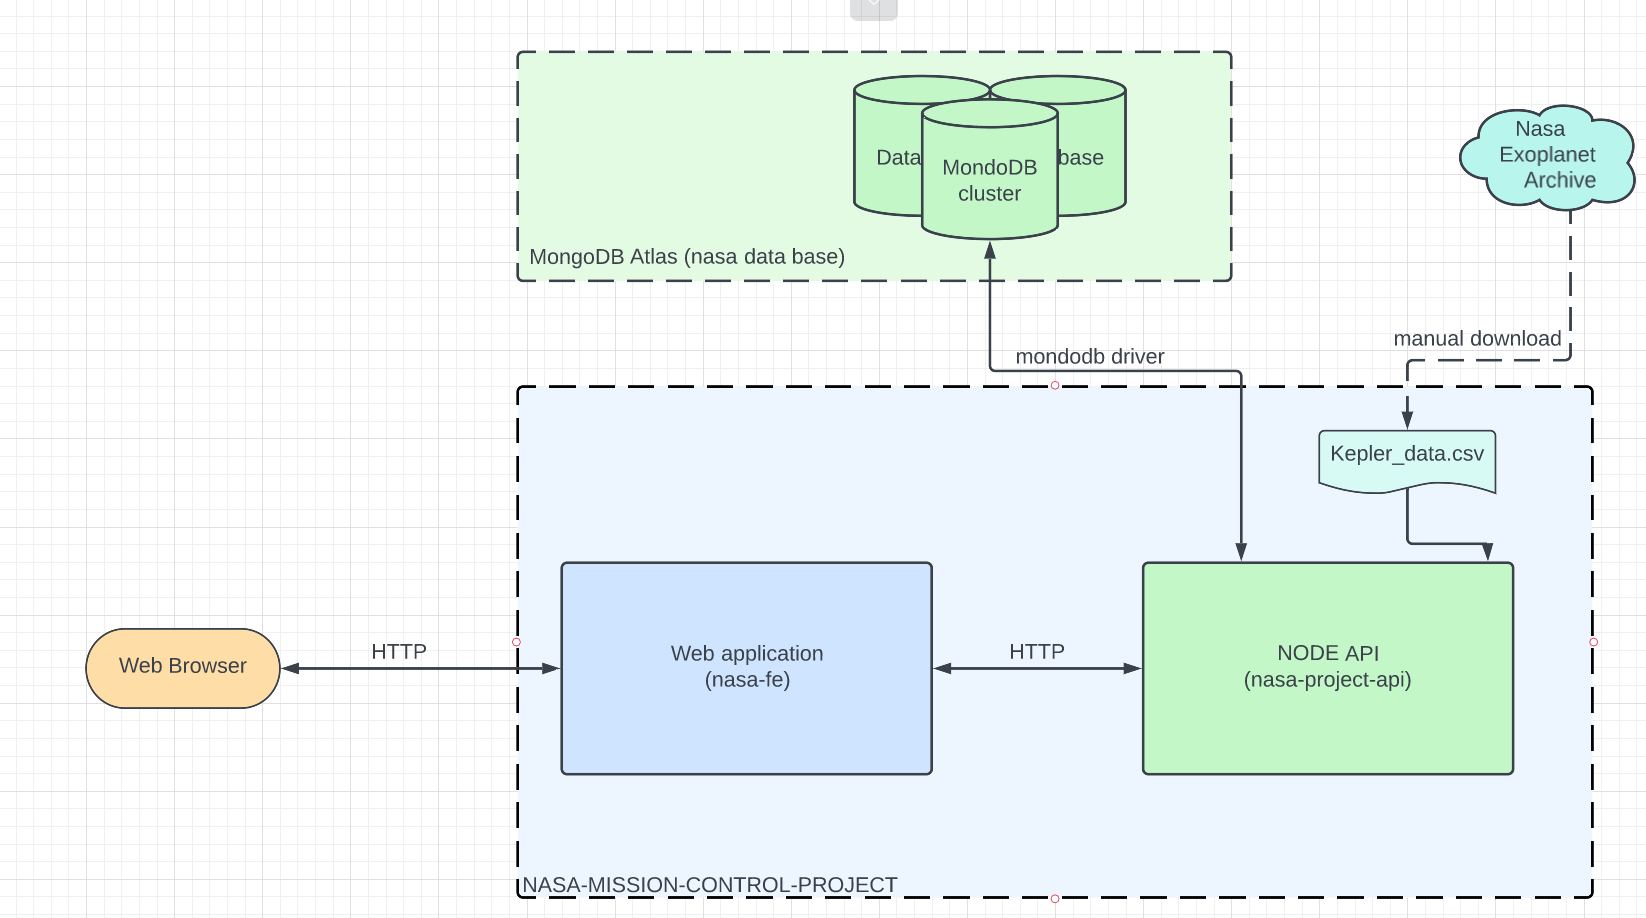 Data
base
MondoDB
cluster
MongoDB Atlas (nasa data base)
Nasa
Exoplanet
Archive
manual download
mondodb driver
Kepler_data.csv
Web Browser
HTTP
Web application
(nasa-fe)
HTTP
NODE API
(nasa-project-api)
NASA-MISSION-CONTROL-PROJECT